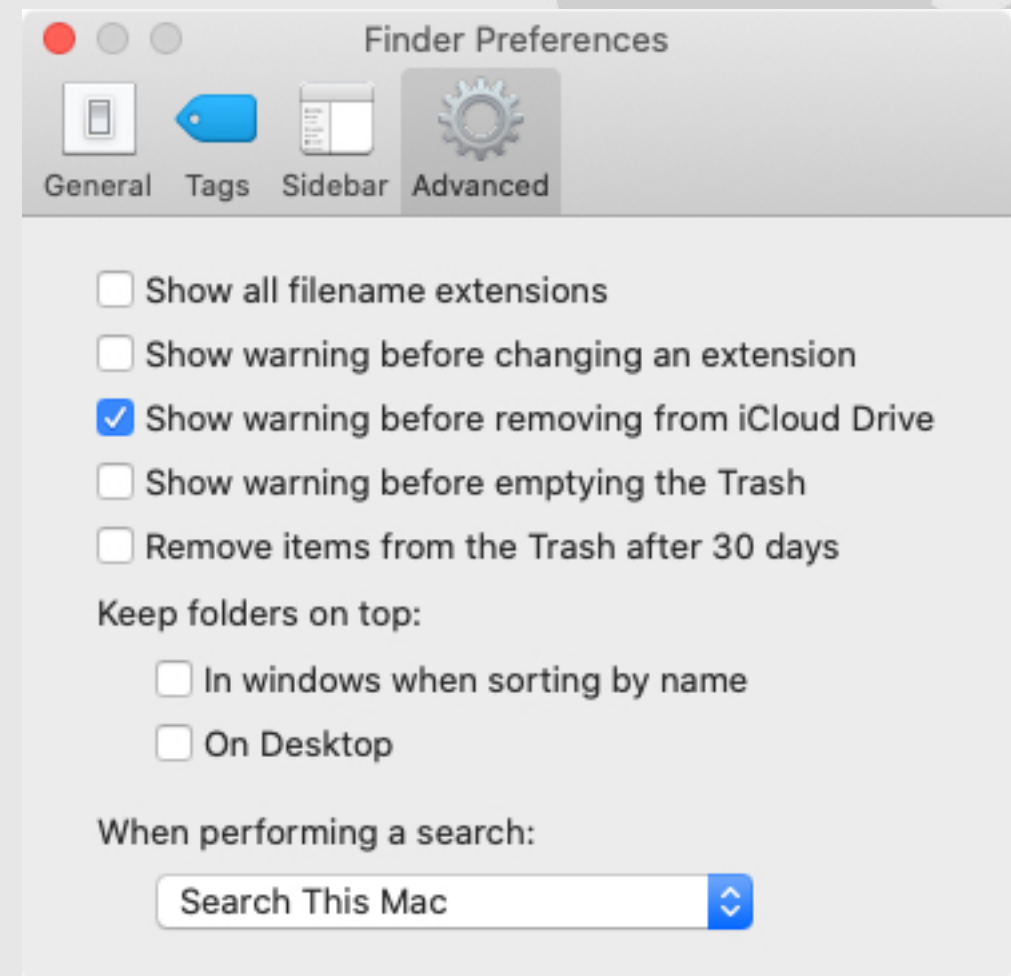 Finder Preferences
General Tags Sidebar Advanced
Show all filename extensions
Show warning before changing an extension
Show warning before removing from iCloud Drive
Show warning before emptying the Trash
Remove items from the Trash after 30 days
Keep folders on top:
In windows when sorting by name
On Desktop
When performing a search:
Search This Mac